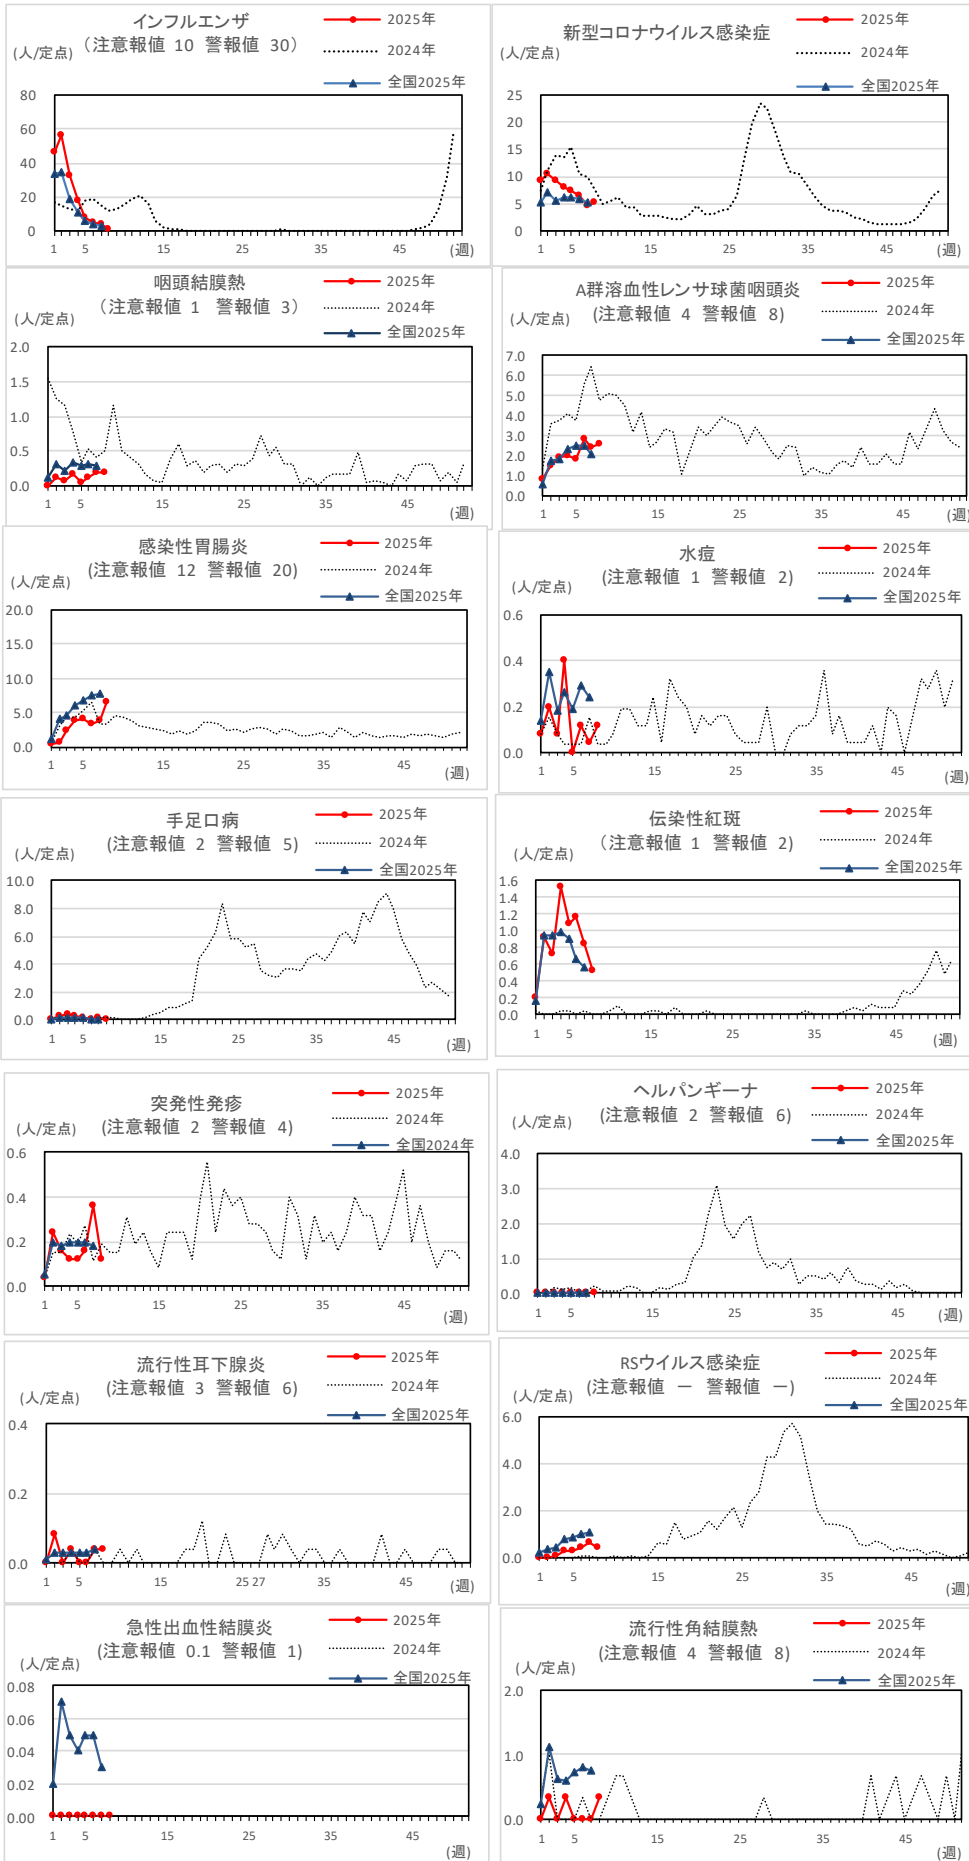 インフルエンザ
（注意報値 10 警報値 30）
(人/定点)
2025年
2024年
全国2025年
80
60
40
20
0
1 5 15 25 35 45
(週)
新型コロナウイルス感染症
(人/定点)
2025年
2024年
全国2025年
25
20
15
10
5
0
1 5 15 25 35 45
(週)
咽頭結膜熱
（注意報値 1 警報値 3）
(人/定点)
2025年
2024年
全国2025年
2.0
1.5
1.0
0.5
0.0
1 5 15 25 35 45
(週)
A群溶血性レンサ球菌咽頭炎
(注意報値 4 警報値 8)
(人/定点)
2025年
2024年
全国2025年
7.0
6.0
5.0
4.0
3.0
2.0
1.0
0.0
1 5 15 25 35 45
(週)
感染性胃腸炎
(注意報値 12 警報値 20)
(人/定点)
2025年
2024年
全国2025年
20.0
15.0
10.0
5.0
0.0
1 5 15 25 35 45
(週)
水痘
(注意報値 1 警報値 2)
(人/定点)
2025年
2024年
全国2025年
0.6
0.4
0.2
0.0
1 5 15 25 35 45
(週)
手足口病
(注意報値 2 警報値 5)
(人/定点)
2025年
2024年
全国2025年
10.0
8.0
6.0
4.0
2.0
0.0
1 5 15 25 35 45
(週)
伝染性紅斑
（注意報値 1 警報値 2)
(人/定点)
2025年
2024年
全国2025年
1.6
1.4
1.2
1.0
0.8
0.6
0.4
0.2
0.0
1 5 15 25 35 45
(週)
突発性発疹
(注意報値 2 警報値 4)
(人/定点)
2025年
2024年
全国2024年
0.6
0.4
0.2
0.0
1 5 15 25 35 45
(週)
ヘルパンギーナ
(注意報値 2 警報値 6)
(人/定点)
2025年
2024年
全国2025年
4.0
3.0
2.0
1.0
0.0
1 5 15 25 35 45
(週)
流行性耳下腺炎
(注意報値 3 警報値 6)
(人/定点)
2025年
2024年
全国2025年
0.4
0.2
0.0
1 5 15 25 27 35 45
(週)
RSウイルス感染症
(注意報値 ー 警報値 ー)
(人/定点)
2025年
2024年
全国2025年
6.0
4.0
2.0
0.0
1 5 15 25 35 45
(週)
急性出血性結膜炎
(注意報値 0.1 警報値 1)
(人/定点)
2025年
2024年
全国2025年
0.08
0.06
0.04
0.02
0.00
1 5 15 25 35 45
(週)
流行性角結膜熱
(注意報値 4 警報値 8)
(人/定点)
2025年
2024年
全国2025年
2.0
1.0
0.0
1 5 15 25 35 45
(週)